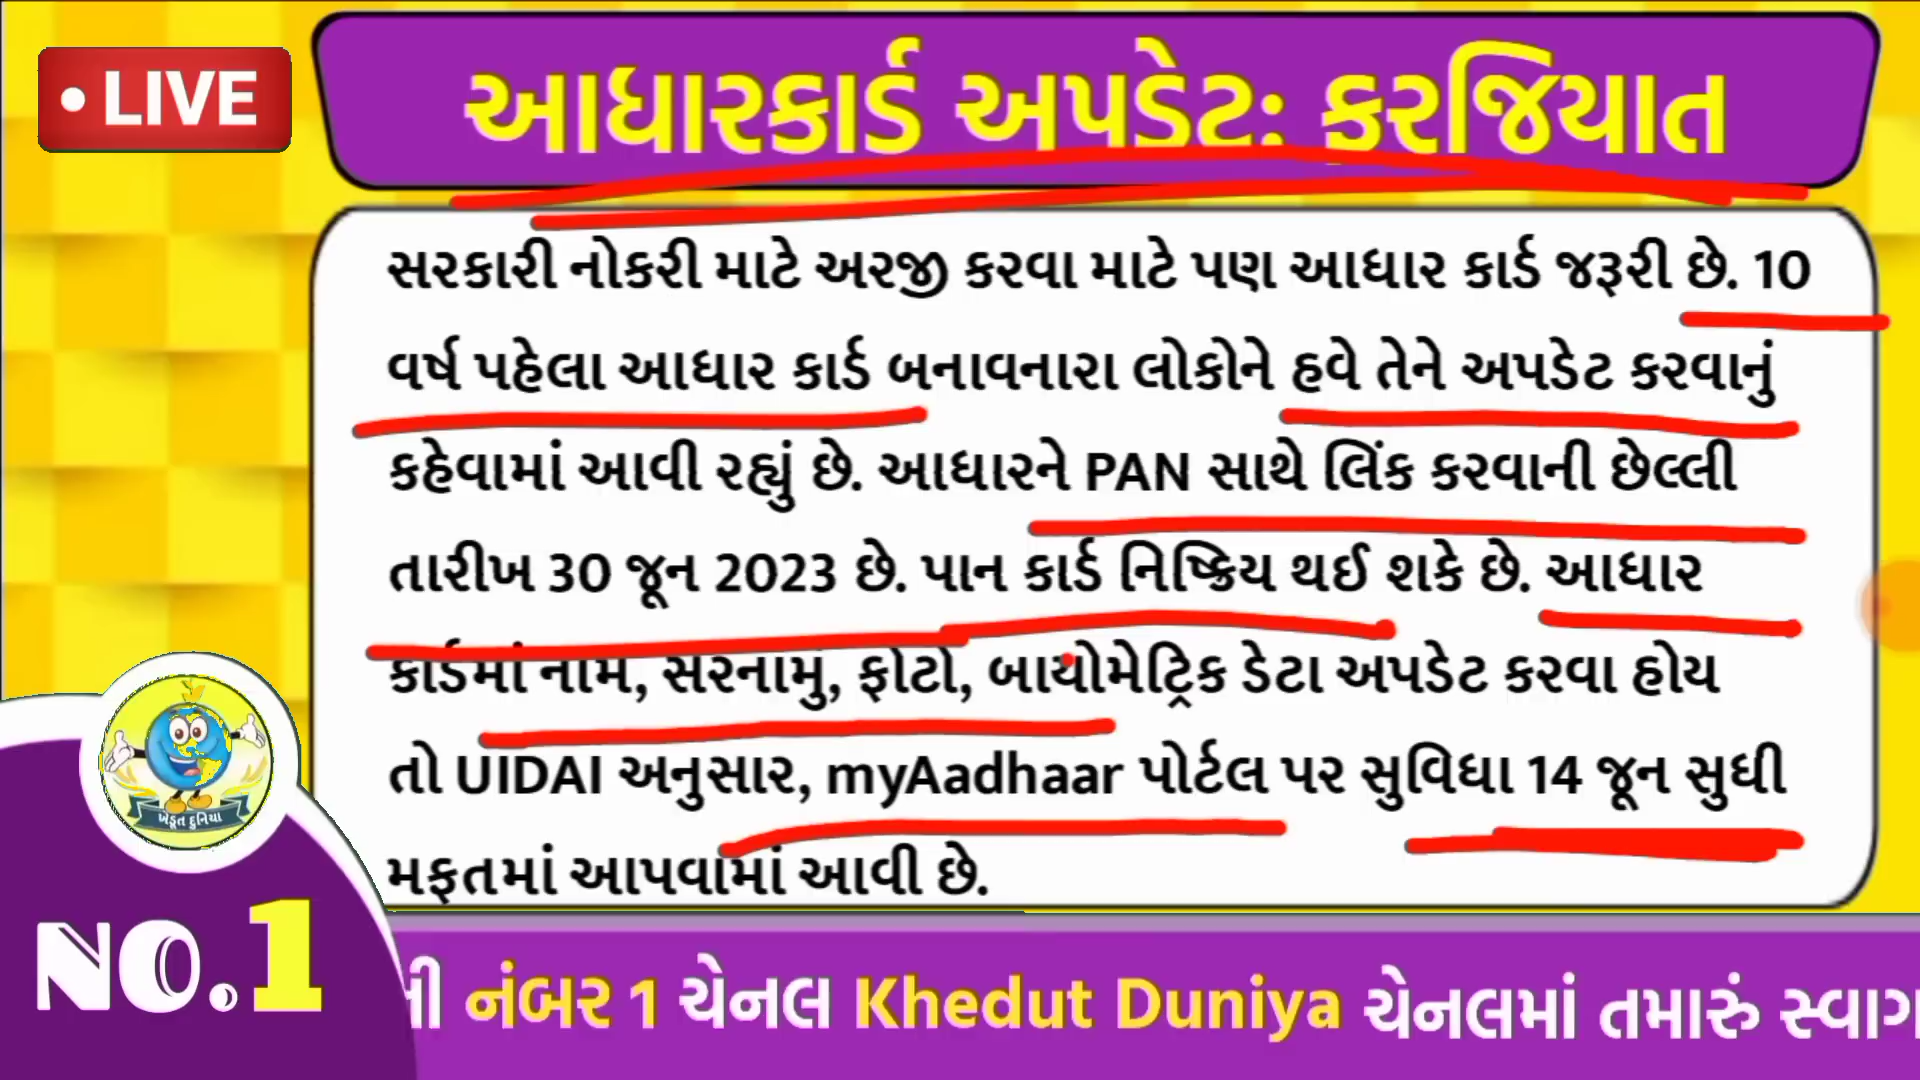 LIVE
આધારકાર્ડ અપડેટ: કરજિયાત
સરકારી નોકરી માટે અરજી કરવા માટે પણ આધાર કાર્ડ જરૂરી છે. 10
વર્ષ પહેલા આધાર કાર્ડ બનાવનારા લોકોને હવે તેને અપડેટ કરવાનું
કહેવામાં આવી રહ્યું છે. આધારને PAN સાથે લિંક કરવાની છેલ્લી
તારીખ 30 જૂન 2023 છે. પાન કાર્ડ નિષ્ક્રિય થઈ શકે છે. આધાર
કાર્ડમાં નામ, સરનામુ, ફોટો, બાયોમેટ્રિક ડેટા અપડેટ કરવા હોય
તો UIDAI અનુસાર, myAadhaar પોર્ટલ પર સુવિધા 14 જૂન સુધી
મફતમાં આપવામાં આવી છે.
ખેડૂત દુનિયા
NO.1
નંબર 1 ચેનલ Khedut Duniya ચેનલમાં તમારું